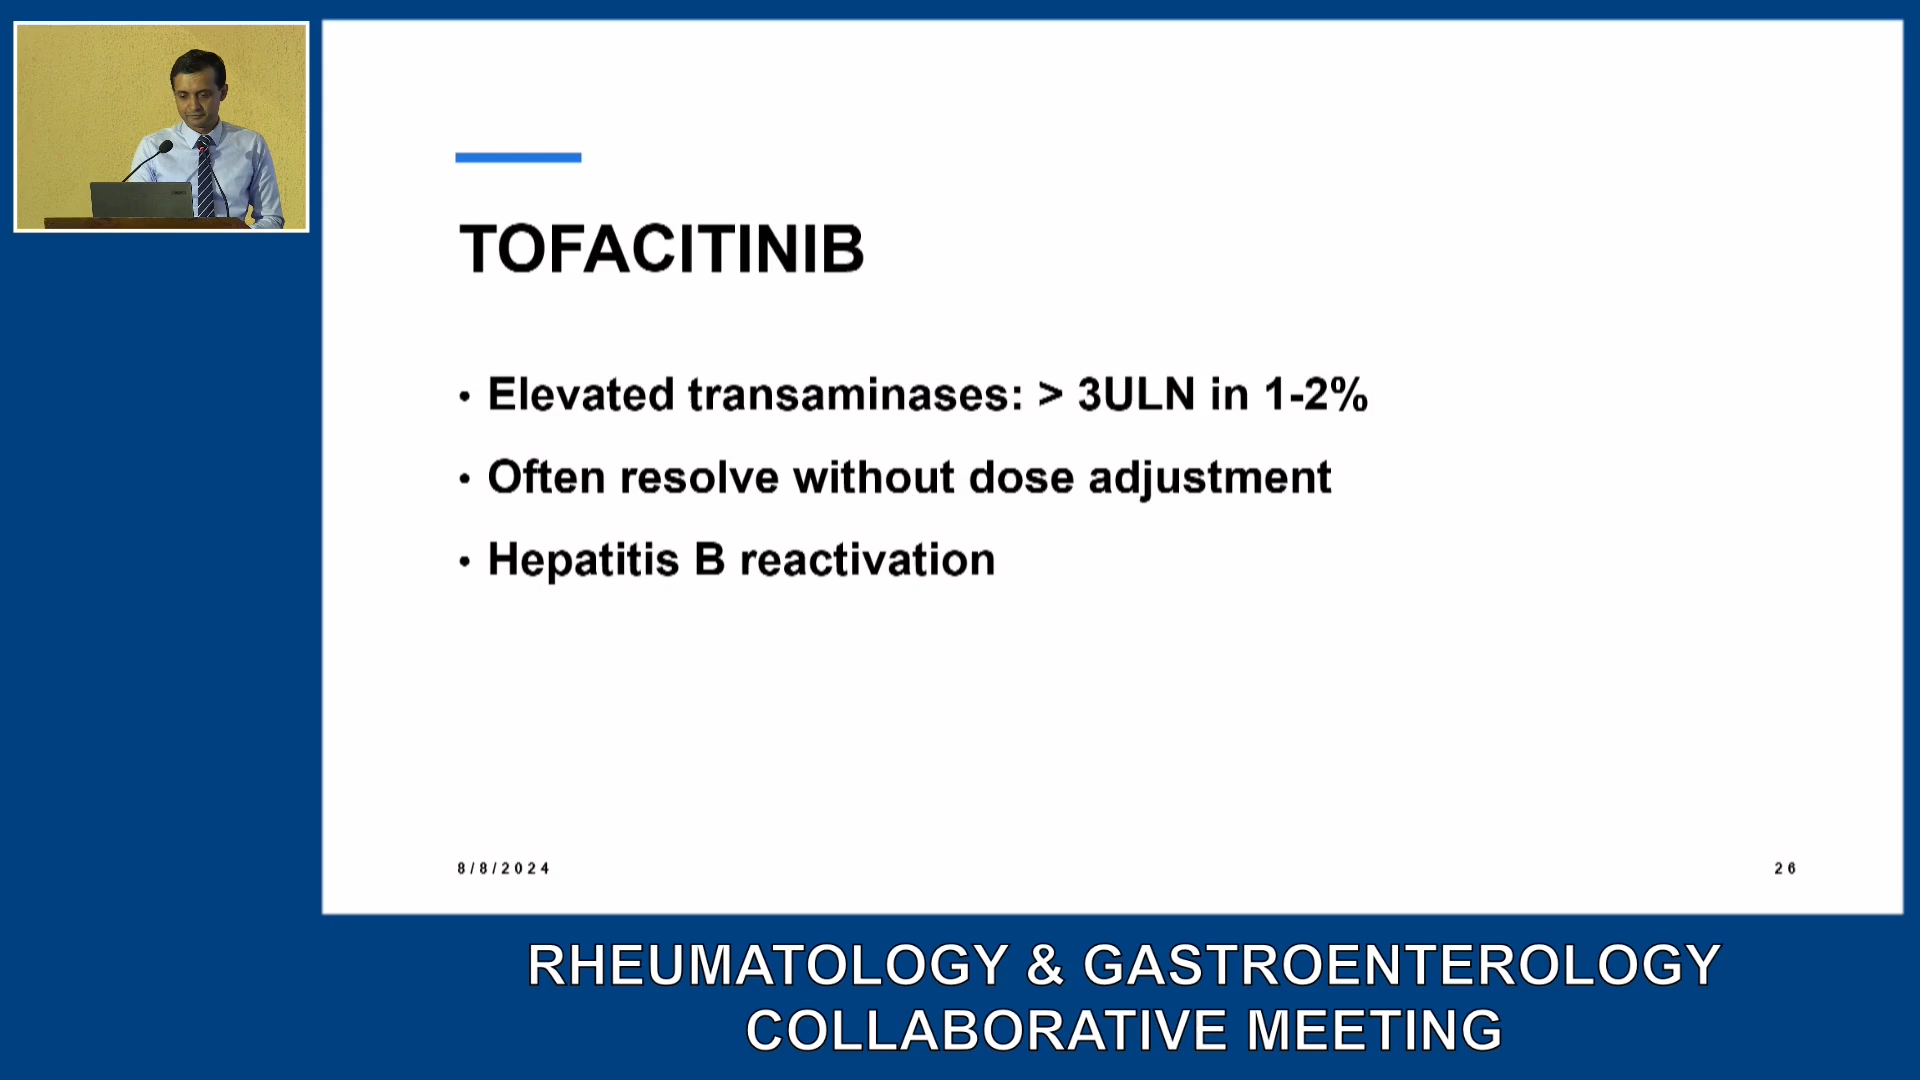 TOFACITINIB
• Elevated transaminases: > 3ULN in 1-2%
• Often resolve without dose adjustment
• Hepatitis B reactivation
8/8/2024
26
RHEUMATOLOGY & GASTROENTEROLOGY
COLLABORATIVE MEETING